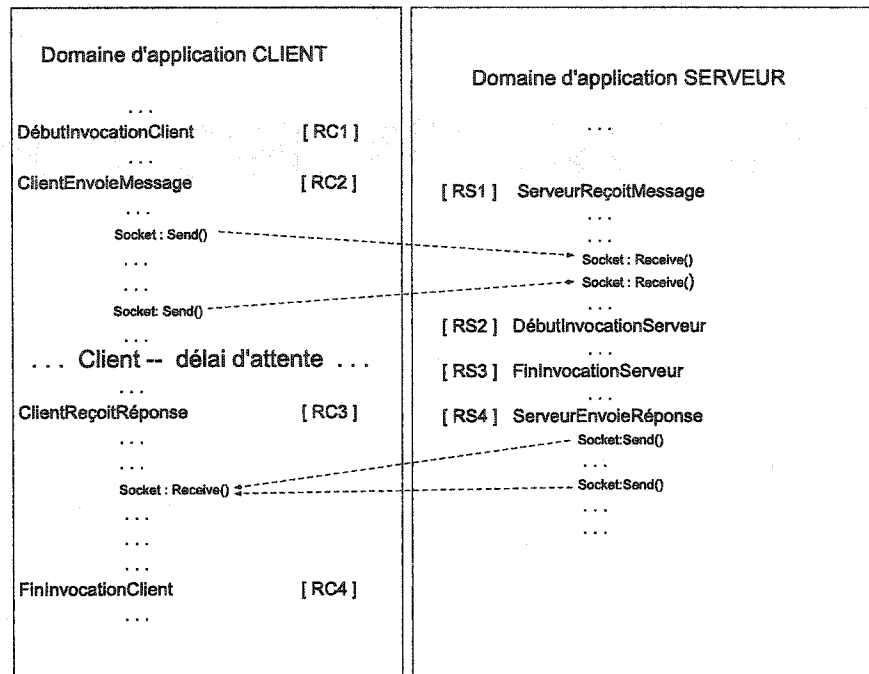 Domaine d'application CLIENT
...
DébutInvocationClient [ RC1 ]
...
ClientEnvoieMessage [ RC2 ]
...
Socket : Send()
...
...
Socket: Send()
...
... Client -- délai d'attente ...
...
ClientReçoitRéponse [ RC3 ]
...
...
Socket : Receive()
...
...
...
FinInvocationClient [ RC4 ]
...
Domaine d'application SERVEUR
...
[ RS1 ] ServeurReçoitMessage
...
...
Socket : Receive()
Socket : Receive()
...
[ RS2 ] DébutInvocationServeur
...
[ RS3 ] FinInvocationServeur
...
[ RS4 ] ServeurEnvoieRéponse
Socket:Send()
...
Socket:Send()
...
...